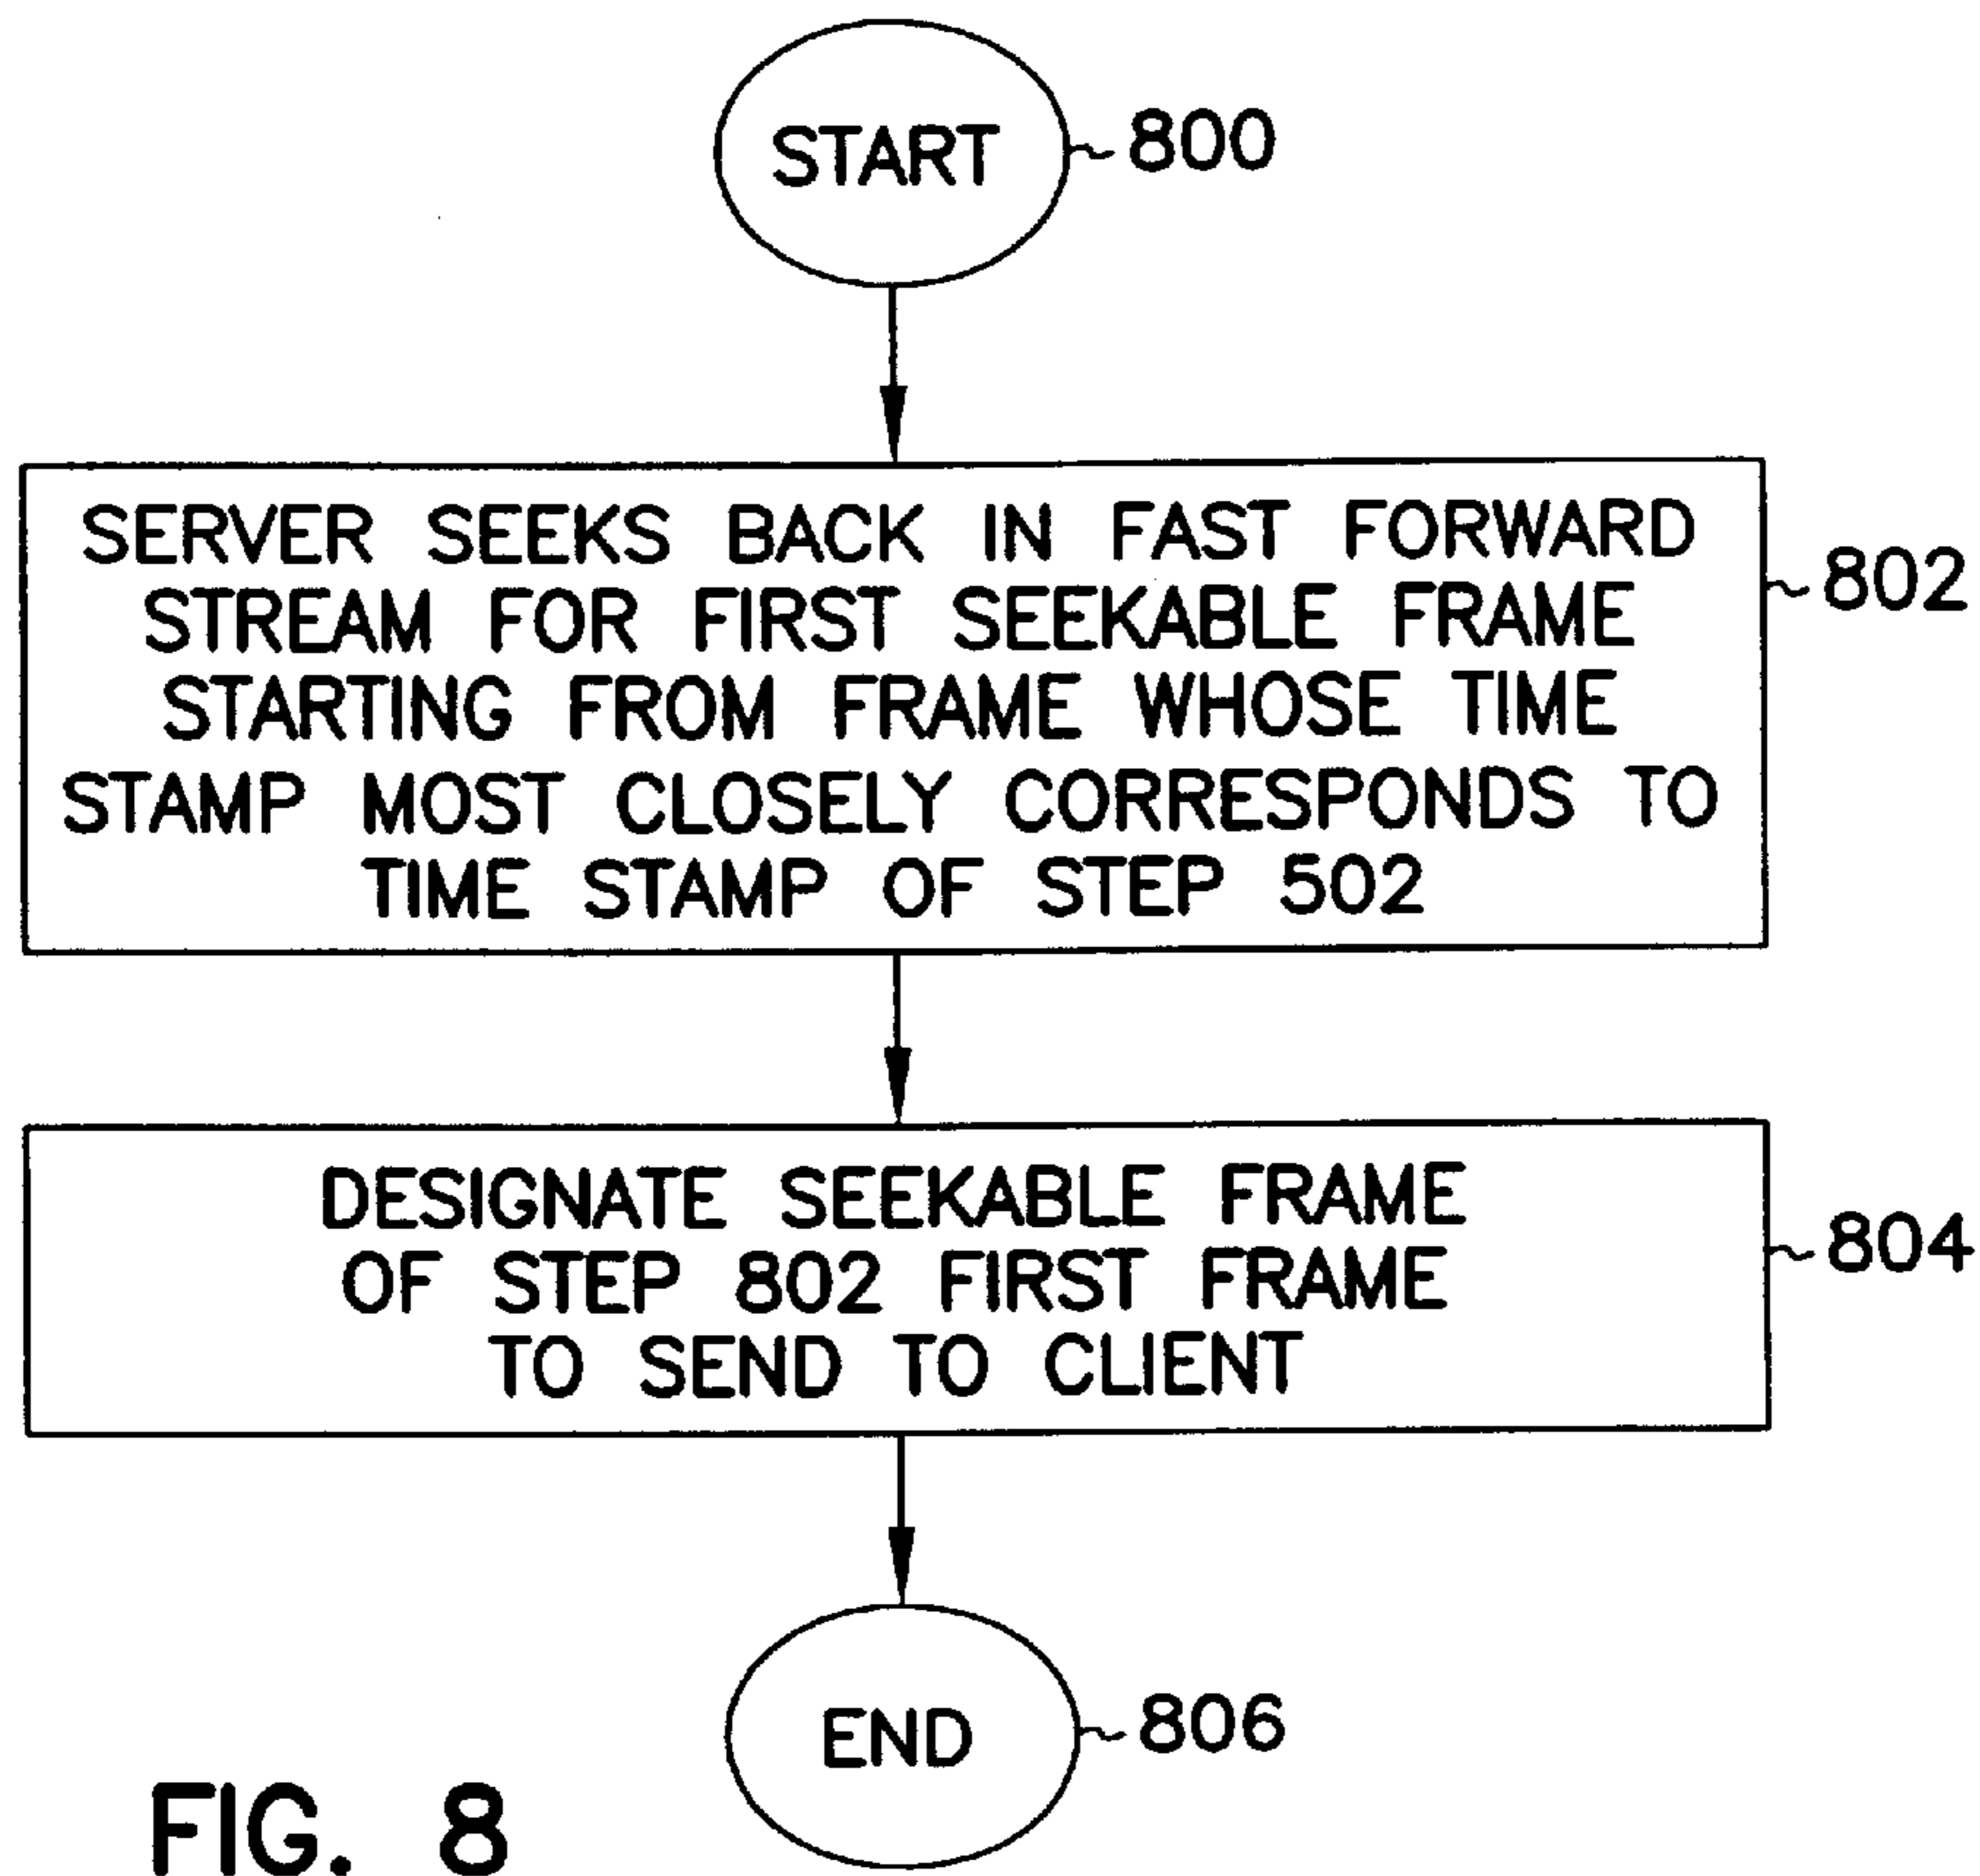 START
800
SERVER SEEKS BACK IN FAST FORWARD
STREAM FOR FIRST SEEKABLE FRAME
STARTING FROM FRAME WHOSE TIME
STAMP MOST CLOSELY CORRESPONDS TO
TIME STAMP OF STEP 502
802
DESIGNATE SEEKABLE FRAME
OF STEP 802 FIRST FRAME
TO SEND TO CLIENT
804
END
806
FIG. 8